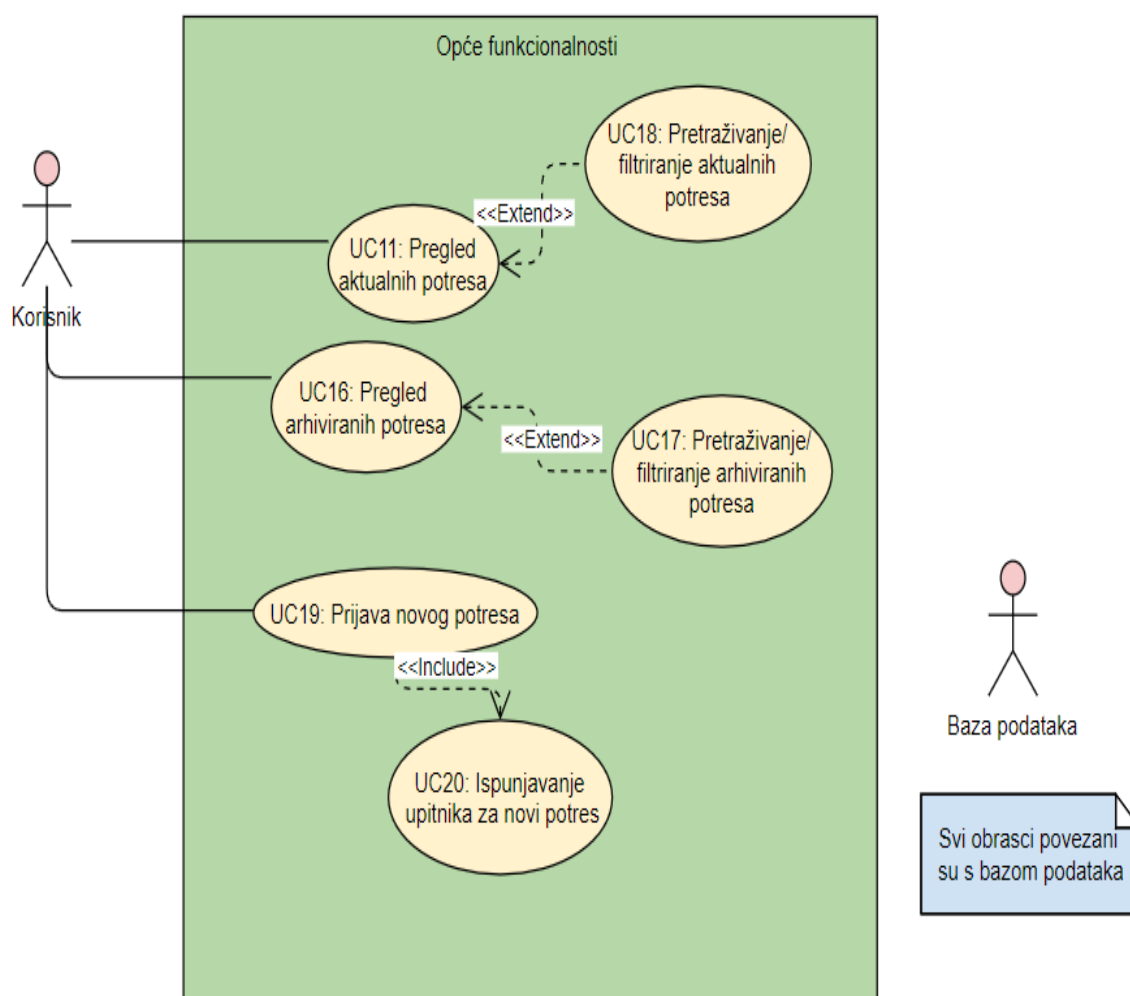 Opće funkcionalnosti
UC18: Pretraživanje/
filtriranje aktualnih
potresa
<<Extend>>
UC11: Pregled
aktualnih potresa
Korisnik
UC16: Pregled
arhiviranih potresa
<<Extend>>
UC17: Pretraživanje/
filtriranje arhiviranih
potresa
UC19: Prijava novog potresa
<<Include>>
UC20: Ispunjavanje
upitnika za novi potres
Baza podataka
Svi obrasci povezani
su s bazom podataka